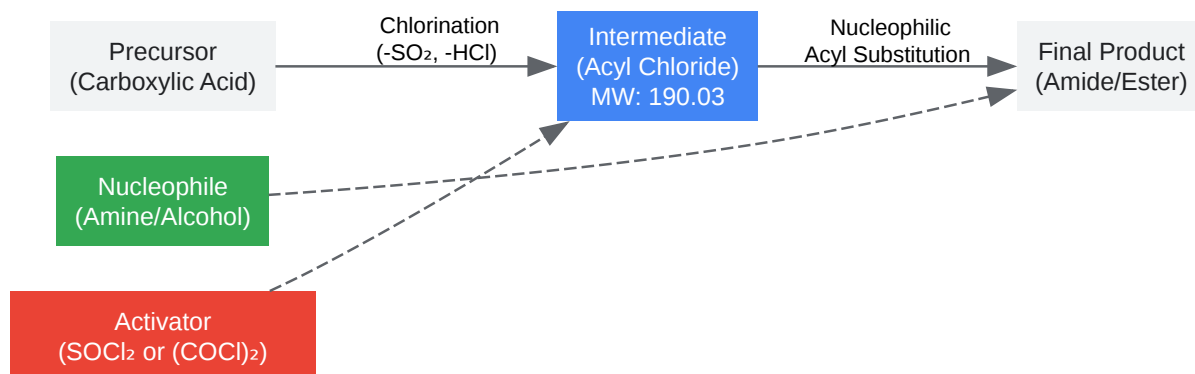 Precursor
(Carboxylic Acid)
Chlorination
(-SO₂, -HCl)
Intermediate
(Acyl Chloride)
MW: 190.03
Nucleophilic
Acyl Substitution
Final Product
(Amide/Ester)
Nucleophile
(Amine/Alcohol)
Activator
(SOCl₂ or (COCl)₂)